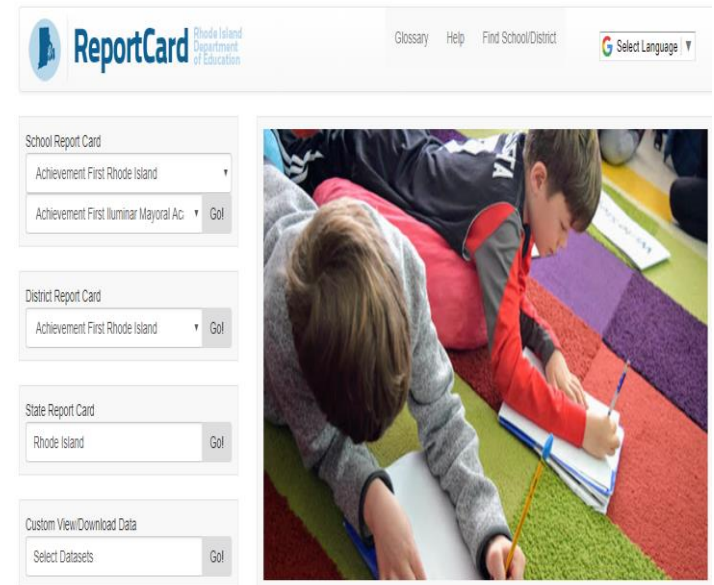 ReportCard
Rhode Island
Department
of Education
Glossary Help Find School/District
G Select Language ▼
School Report Card
Achievement First Rhode Island
Achievement First Iluminar Mayoral Ac Go!
District Report Card
Achievement First Rhode Island Go!
State Report Card
Rhode Island Go!
Custom View/Download Data
Select Datasets Go!